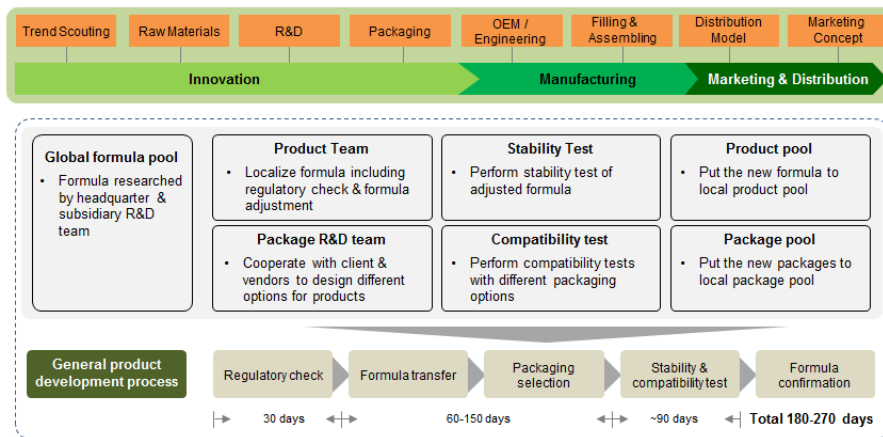 Trend Scouting
Raw Materials
R&D
Packaging
OEM /
Engineering
Filling &
Assembling
Distribution
Model
Marketing
Concept
Innovation
Manufacturing
Marketing & Distribution
Global formula pool
• Formula researched
by headquarter &
subsidiary R&D
team
Product Team
• Localize formula including
regulatory check & formula
adjustment
Stability Test
• Perform stability test of
adjusted formula
Product pool
• Put the new formula to
local product pool
Package R&D team
• Cooperate with client &
vendors to design different
options for products
Compatibility test
• Perform compatibility tests
with different packaging
options
Package pool
• Put the new packages to
local package pool
General product
development process
Regulatory check
Formula transfer
Packaging
selection
Stability &
compatibility test
Formula
confirmation
30 days
60-150 days
~90 days
Total 180-270 days